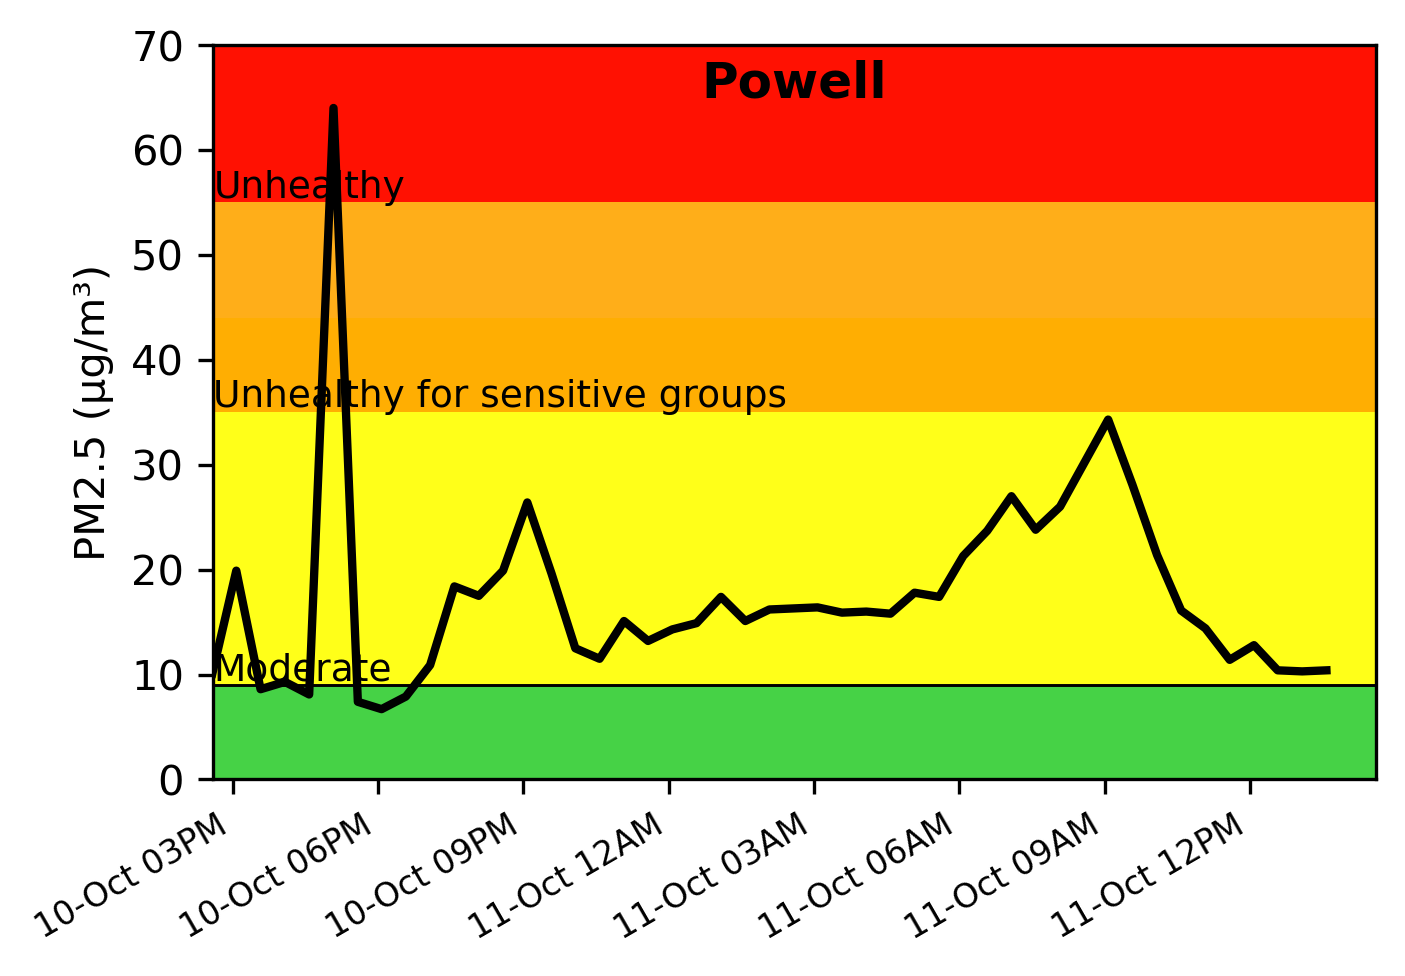 Powell
70
60
50
40
30
20
10
0
PM2.5 (µg/m³)
Unhealthy
Unhealthy for sensitive groups
Moderate
10-Oct 03PM
10-Oct 06PM
10-Oct 09PM
11-Oct 12AM
11-Oct 03AM
11-Oct 06AM
11-Oct 09AM
11-Oct 12PM